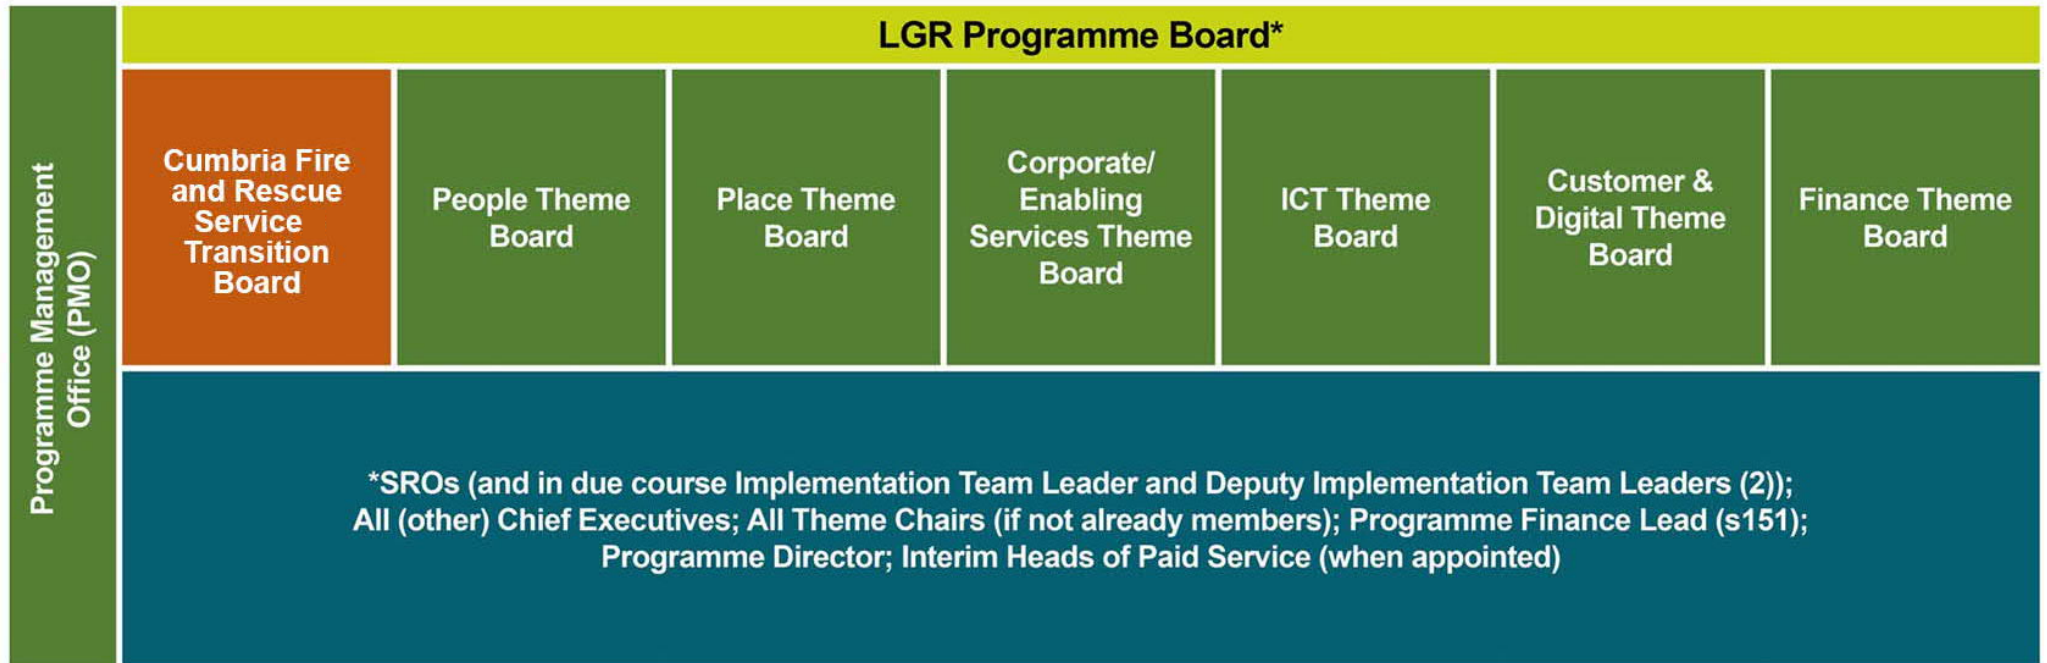 LGR Programme Board*
Programme Management
Office (PMO)
Cumbria Fire
and Rescue
Service
Transition
Board
People Theme
Board
Place Theme
Board
Corporate/
Enabling
Services Theme
Board
ICT Theme
Board
Customer &
Digital Theme
Board
Finance Theme
Board
*SROs (and in due course Implementation Team Leader and Deputy Implementation Team Leaders (2));
All (other) Chief Executives; All Theme Chairs (if not already members); Programme Finance Lead (s151);
Programme Director; Interim Heads of Paid Service (when appointed)